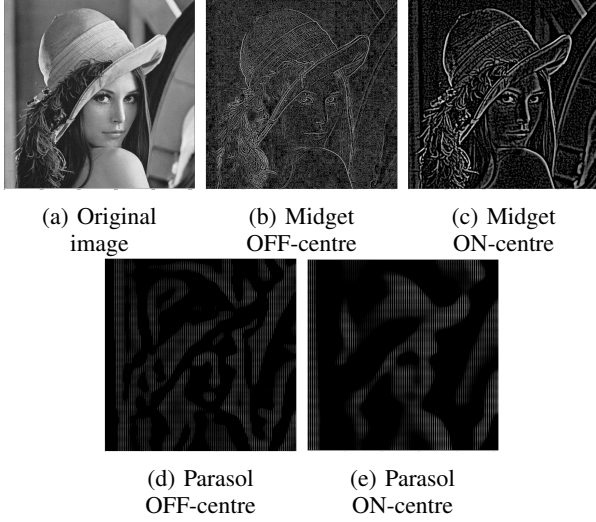 (a) Original
image
(b) Midget
OFF-centre
(c) Midget
ON-centre
(d) Parasol
OFF-centre
(e) Parasol
ON-centre